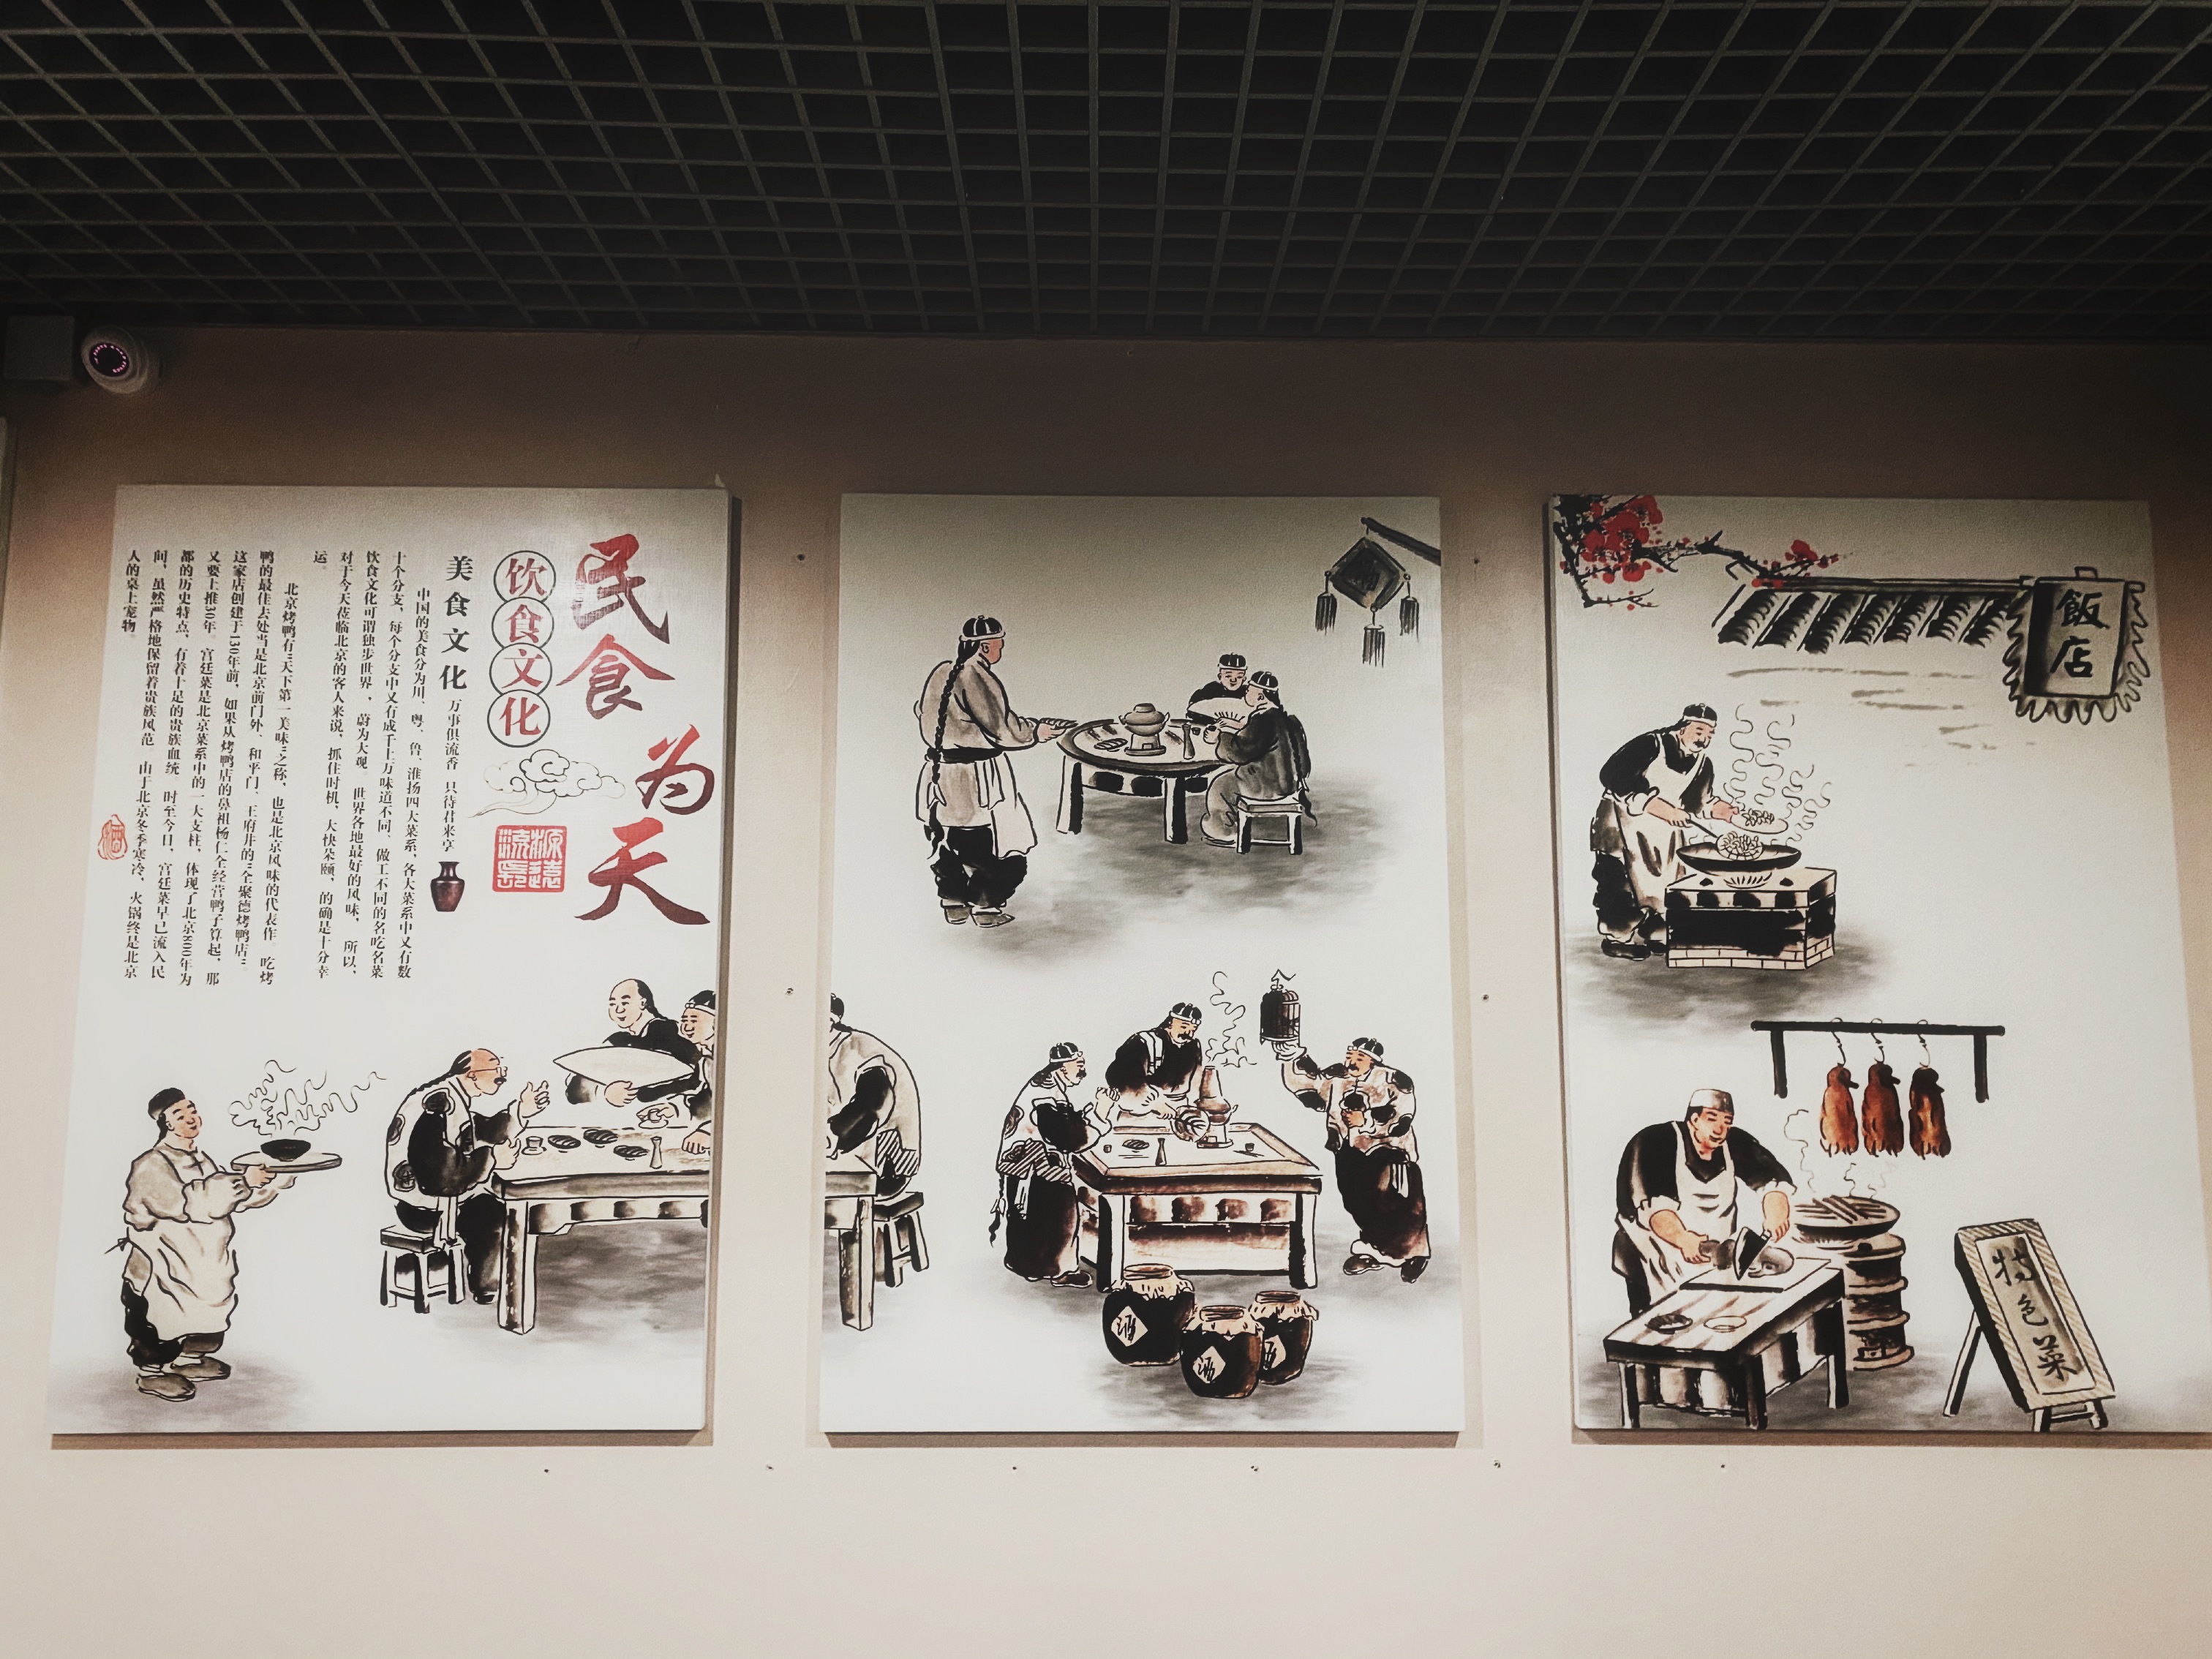 民食
为天
饮食文化
源远
流长
美食文化
万事俱流香 只待君来享
中国的美食分为川、粤、鲁、淮扬四大菜系,各大菜系中又有数
十个分支,每个分支中又有成千上万味道不同、做工不同的名吃名菜
饮食文化可谓独步世界,蔚为大观。世界各地最好的风味,所以,
对于今天莅临北京的客人来说,抓住时机,大快朵颐,的确是十分幸
运。
北京烤鸭有"天下第一美味"之称,也是北京风味的代表作。吃烤
鸭的最佳去处当是北京前门外、和平门、王府井的"全聚德烤鸭店"。
这家店创建于130年前,如果从烤鸭店的鼻祖杨仁全经营鸭子算起,那
又要上推30年。宫廷菜是北京菜系中的一大支柱,体现了北京800年为
都的历史特点,有着十足的贵族血统。时至今日,宫廷菜早已流入民
间,虽然严格地保留着贵族风范。由于北京冬季寒冷,火锅终是北京
人的桌上宠物。
酒
酒
酒
飯店
特色菜